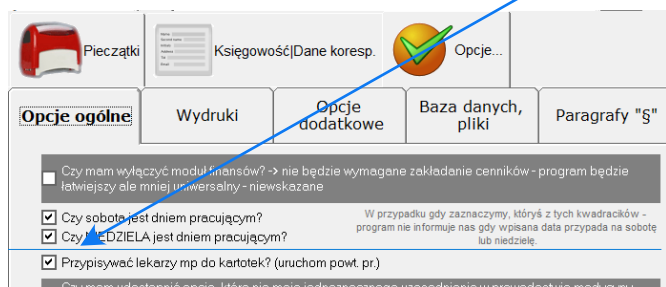 Pieczątki
Księgowość|Dane koresp.
Opcje...
Opcje ogólne
Wydruki
Opcje
dodatkowe
Baza danych,
pliki
Paragrafy "§"
Czy mam wyłączyć moduł finansów? -> nie będzie wymagane zakładanie cenników - program będzie
łatwiejszy ale mniej uniwersalny - niewskazane
Czy sobota jest dniem pracującym?
Czy NIEDZIELA jest dniem pracującym?
W przypadku gdy zaznaczymy, któryś z tych kwadracików -
program nie informuje nas gdy wpisana data przypada na sobotę
lub niedzielę.
Przypisywać lekarzy mp do kartotek? (uruchom powt. pr.)